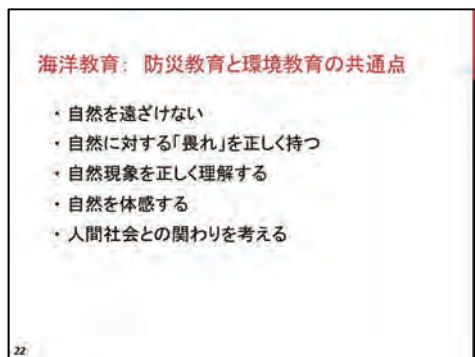 海洋教育： 防災教育と環境教育の共通点
・ 自然を遠ざけない
・ 自然に対する「畏れ」を正しく持つ
・ 自然現象を正しく理解する
・ 自然を体感する
・ 人間社会との関わりを考える
22